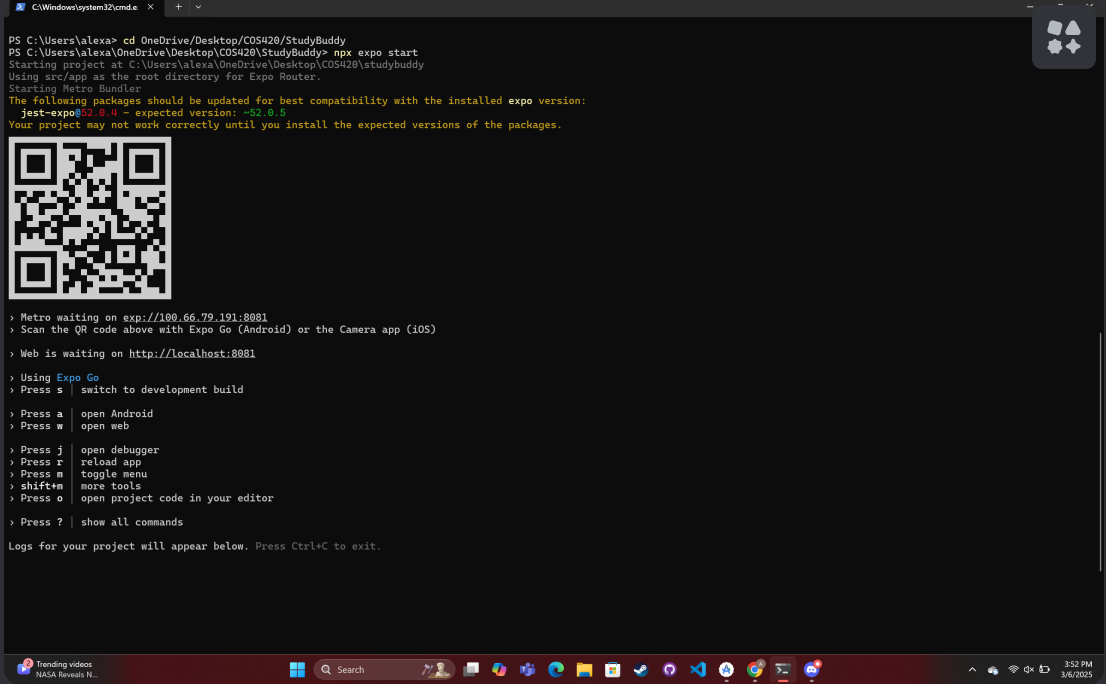 C:\Windows\system32\cmd.e
PS C:\Users\alexa> cd OneDrive/Desktop/COS420/StudyBuddy
PS C:\Users\alexa\OneDrive\Desktop\COS420\StudyBuddy> npx expo start
Starting project at C:\Users\alexa\OneDrive\Desktop\COS420\studybuddy
Using src/app as the root directory for Expo Router.
Starting Metro Bundler
The following packages should be updated for best compatibility with the installed expo version:
jest-expo@52.0.4 - expected version: ~52.0.5
Your project may not work correctly until you install the expected versions of the packages.
› Metro waiting on exp://100.66.79.191:8081
› Scan the QR code above with Expo Go (Android) or the Camera app (iOS)
› Web is waiting on http://localhost:8081
› Using Expo Go
› Press s │ switch to development build
› Press a │ open Android
› Press w │ open web
› Press j │ open debugger
› Press r │ reload app
› Press m │ toggle menu
› shift+m │ more tools
› Press o │ open project code in your editor
› Press ? │ show all commands
Logs for your project will appear below. Press Ctrl+C to exit.
2
Trending videos
NASA Reveals N...
Search
3:52 PM
3/6/2025